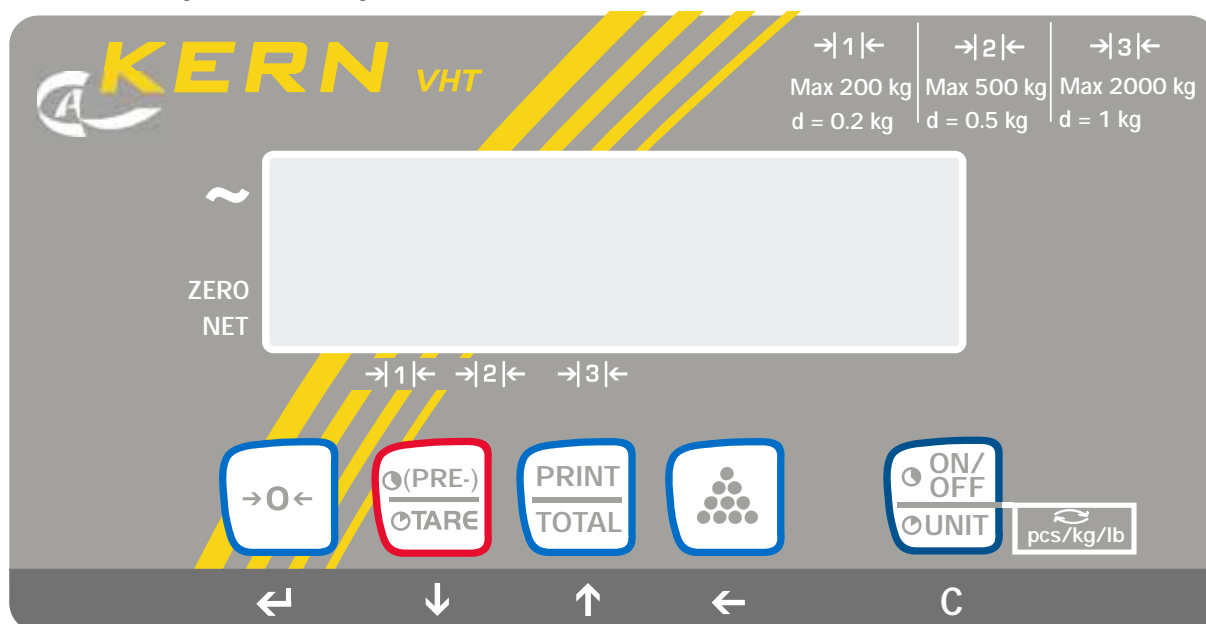 A
KERN VHT
→|1|← →|2|← →|3|←
Max 200 kg Max 500 kg Max 2000 kg
d = 0.2 kg d = 0.5 kg d = 1 kg
~
ZERO
NET
→|1|← →|2|← →|3|←
→0←
(PRE-)
TARE
PRINT
TOTAL
ON/
OFF
UNIT
pcs/kg/lb
↵ ↓ ↑ ← C